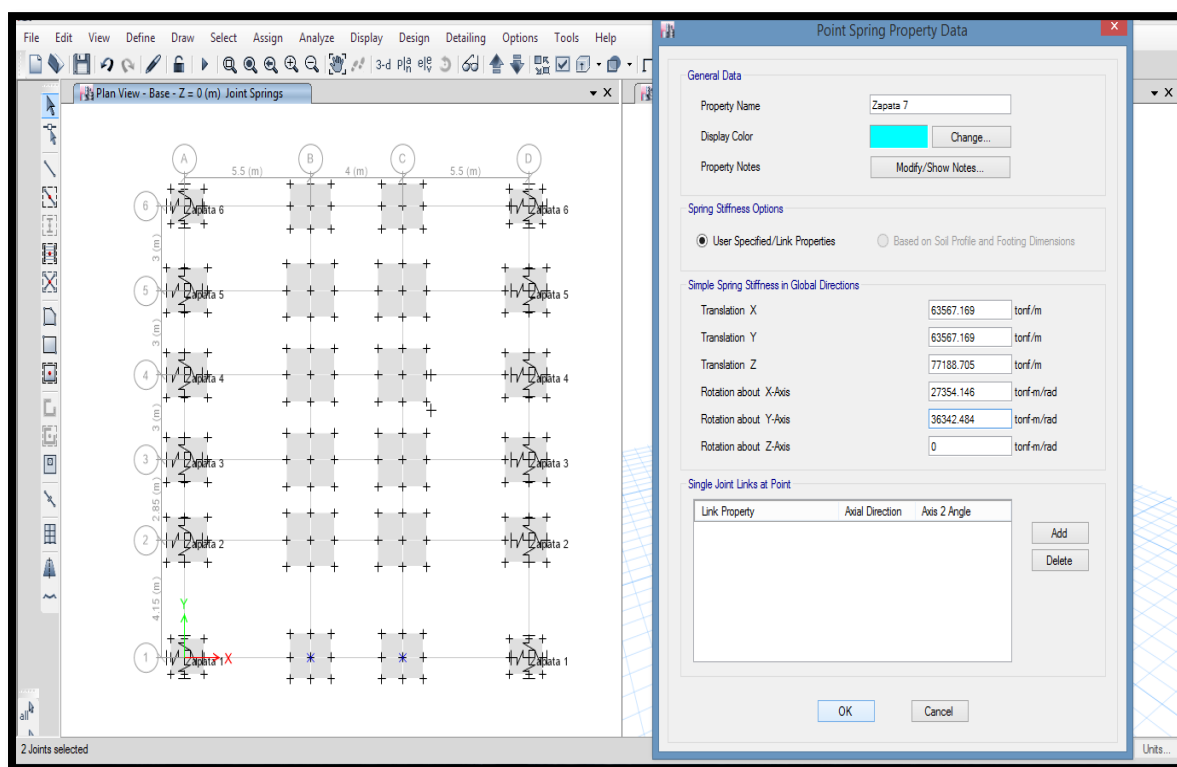 File Edit View Define Draw Select Assign Analyze Display Design Detailing Options Tools Help
3-d
Plan View - Base - Z = 0 (m) Joint Springs
A B C D
5.5 (m) 4 (m) 5.5 (m)
6 Zapata 6 Zapata 6
3 (m)
5 Zapata 5 Zapata 5
3 (m)
4 Zapata 4 Zapata 4
3 (m)
3 Zapata 3 Zapata 3
2.85 (m)
2 Zapata 2 Zapata 2
4.15 (m)
Y
1 Zapata 1 X Zapata 1
all
2 Joints selected
Units...
Point Spring Property Data
General Data
Property Name Zapata 7
Display Color Change...
Property Notes Modify/Show Notes...
Spring Stiffness Options
User Specified/Link Properties Based on Soil Profile and Footing Dimensions
Simple Spring Stiffness in Global Directions
Translation X 63567.169 tonf/m
Translation Y 63567.169 tonf/m
Translation Z 77188.705 tonf/m
Rotation about X-Axis 27354.146 tonf-m/rad
Rotation about Y-Axis 36342.484 tonf-m/rad
Rotation about Z-Axis 0 tonf-m/rad
Single Joint Links at Point
Link Property Axial Direction Axis 2 Angle
Add
Delete
OK Cancel